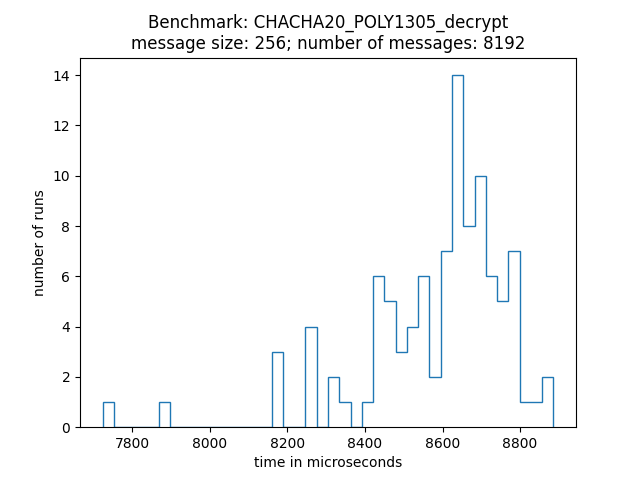 Benchmark: CHACHA20_POLY1305_decrypt
message size: 256; number of messages: 8192
14
12
10
8
6
4
2
0
number of runs
7800 8000 8200 8400 8600 8800
time in microseconds